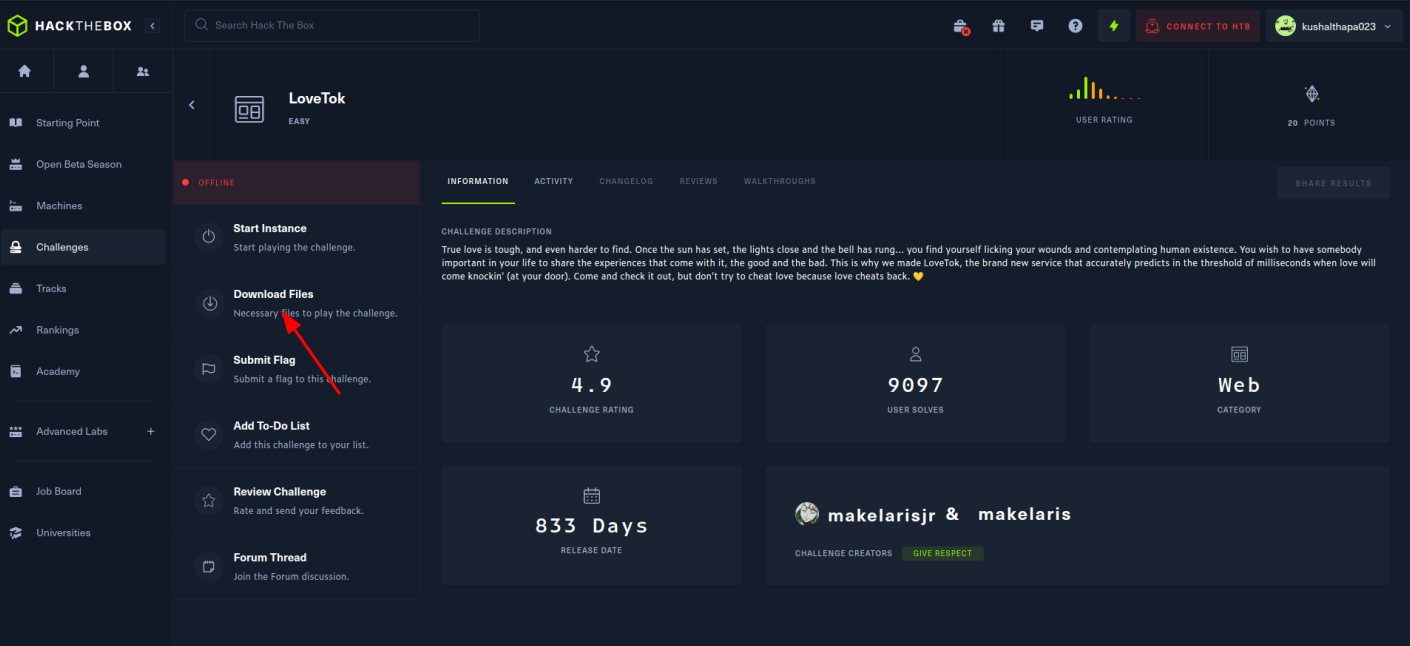 HACKTHEBOX
Search Hack The Box
CONNECT TO HTB
kushalthapa023
Starting Point
Open Beta Season
Machines
Challenges
Tracks
Rankings
Academy
Advanced Labs +
Job Board
Universities
LoveTok
EASY
USER RATING
20 POINTS
OFFLINE
Start Instance
Start playing the challenge.
Download Files
Necessary files to play the challenge.
Submit Flag
Submit a flag to this challenge.
Add To-Do List
Add this challenge to your list.
Review Challenge
Rate and send your feedback.
Forum Thread
Join the Forum discussion.
INFORMATION ACTIVITY CHANGELOG REVIEWS WALKTHROUGHS
SHARE RESULTS
CHALLENGE DESCRIPTION
True love is tough, and even harder to find. Once the sun has set, the lights close and the bell has rung... you find yourself licking your wounds and contemplating human existence. You wish to have somebody
important in your life to share the experiences that come with it, the good and the bad. This is why we made LoveTok, the brand new service that accurately predicts in the threshold of milliseconds when love will
come knockin' (at your door). Come and check it out, but don't try to cheat love because love cheats back. 💛
4.9
CHALLENGE RATING
9097
USER SOLVES
Web
CATEGORY
833 Days
RELEASE DATE
makelarisjr & makelaris
CHALLENGE CREATORS GIVE RESPECT